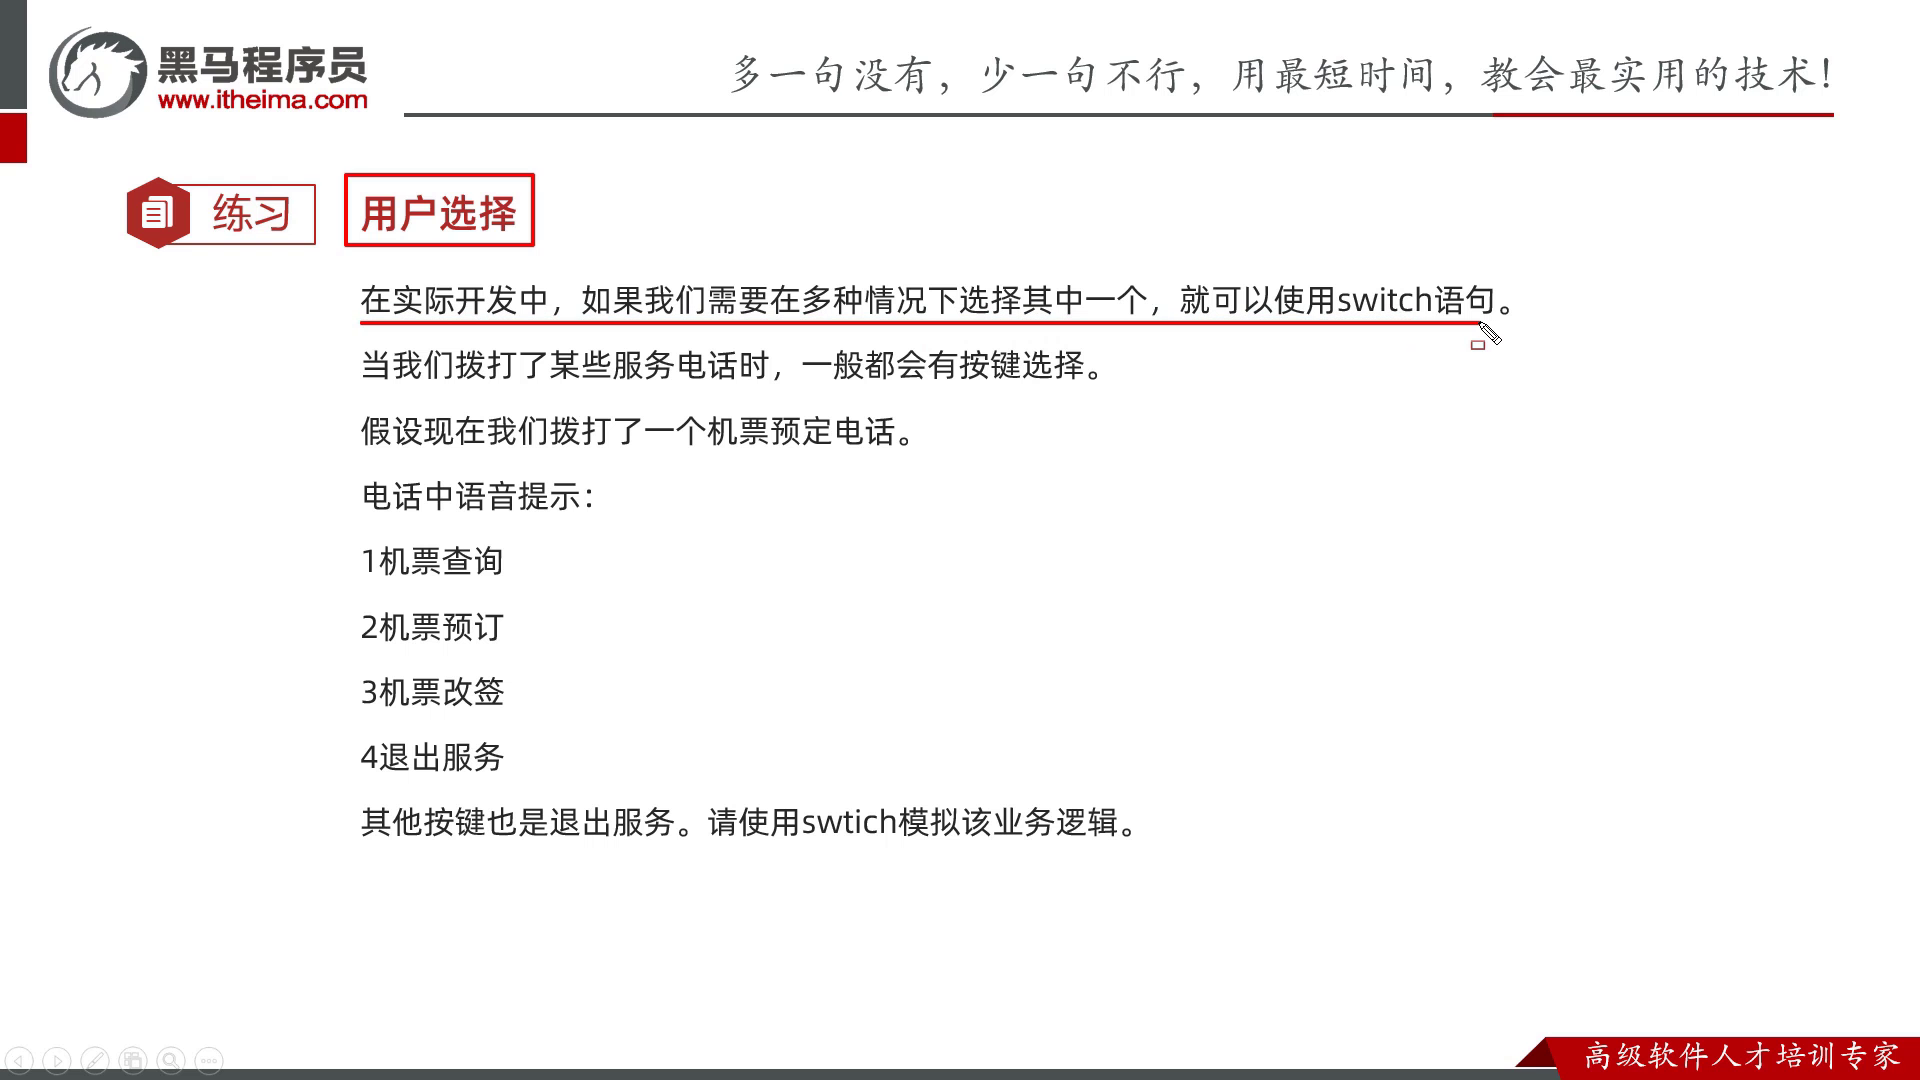 黑马程序员
www.itheima.com
多一句没有，少一句不行，用最短时间，教会最实用的技术！
练习
用户选择
在实际开发中，如果我们需要在多种情况下选择其中一个，就可以使用switch语句。
当我们拨打了某些服务电话时，一般都会有按键选择。
假设现在我们拨打了一个机票预定电话。
电话中语音提示：
1机票查询
2机票预订
3机票改签
4退出服务
其他按键也是退出服务。请使用swtich模拟该业务逻辑。
高级软件人才培训专家